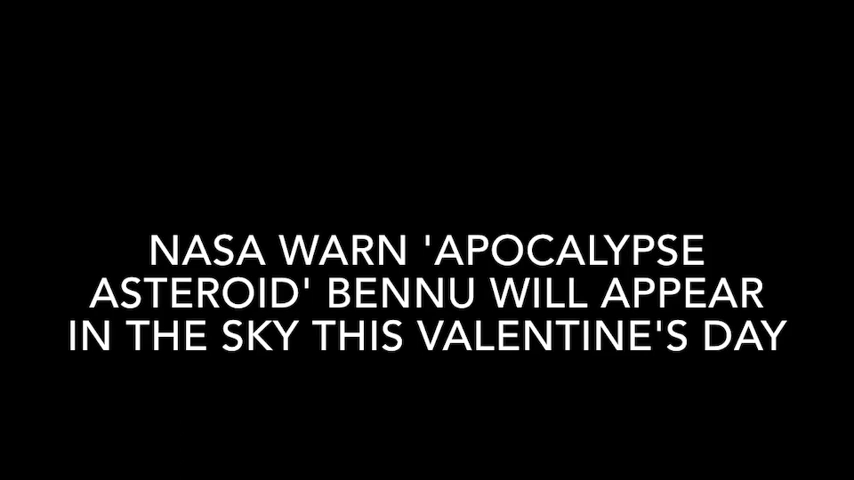 NASA WARN 'APOCALYPSE
ASTEROID' BENNU WILL APPEAR
IN THE SKY THIS VALENTINE'S DAY